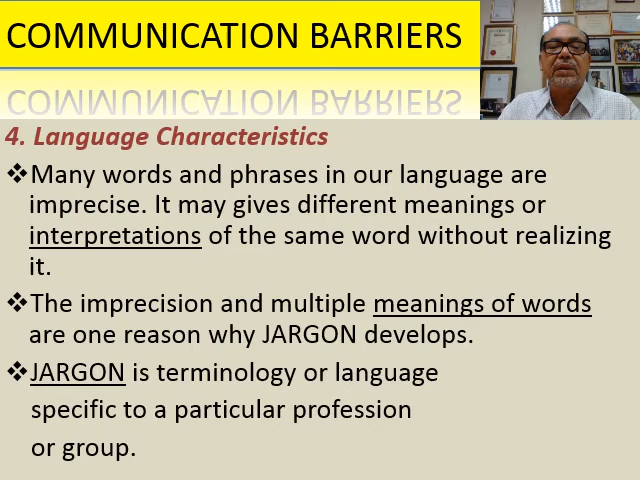 COMMUNICATION BARRIERS
4. Language Characteristics
❖Many words and phrases in our language are
imprecise. It may gives different meanings or
interpretations of the same word without realizing
it.
❖The imprecision and multiple meanings of words
are one reason why JARGON develops.
❖JARGON is terminology or language
specific to a particular profession
or group.